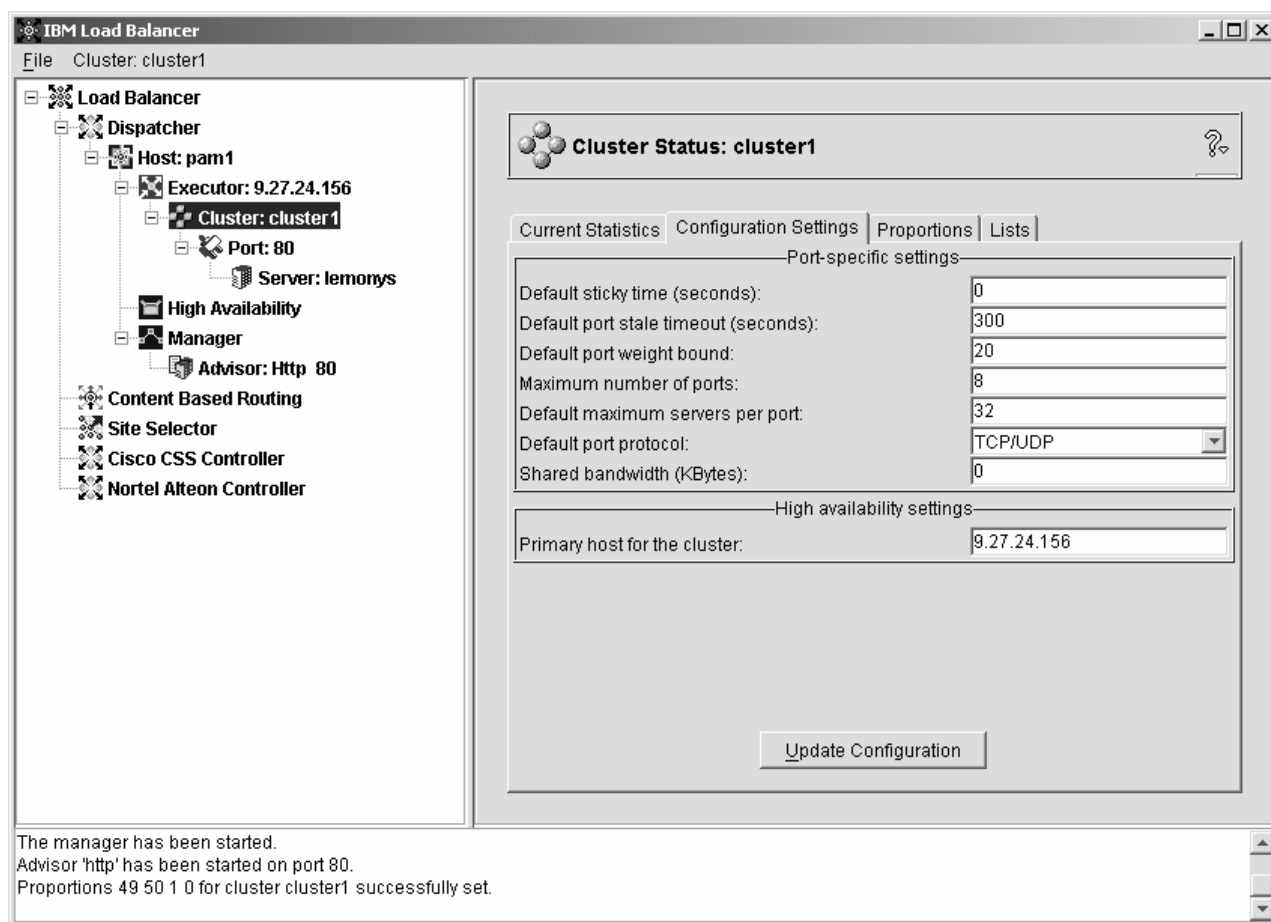 IBM Load Balancer
File Cluster: cluster1
Load Balancer
Dispatcher
Host: pam1
Executor: 9.27.24.156
Cluster: cluster1
Port: 80
Server: lemonys
High Availability
Manager
Advisor: Http 80
Content Based Routing
Site Selector
Cisco CSS Controller
Nortel Alteon Controller
Cluster Status: cluster1
?
Current Statistics Configuration Settings Proportions Lists
Port-specific settings
Default sticky time (seconds): 0
Default port stale timeout (seconds): 300
Default port weight bound: 20
Maximum number of ports: 8
Default maximum servers per port: 32
Default port protocol: TCP/UDP
Shared bandwidth (KBytes): 0
High availability settings
Primary host for the cluster: 9.27.24.156
Update Configuration
The manager has been started.
Advisor 'http' has been started on port 80.
Proportions 49 50 1 0 for cluster cluster1 successfully set.